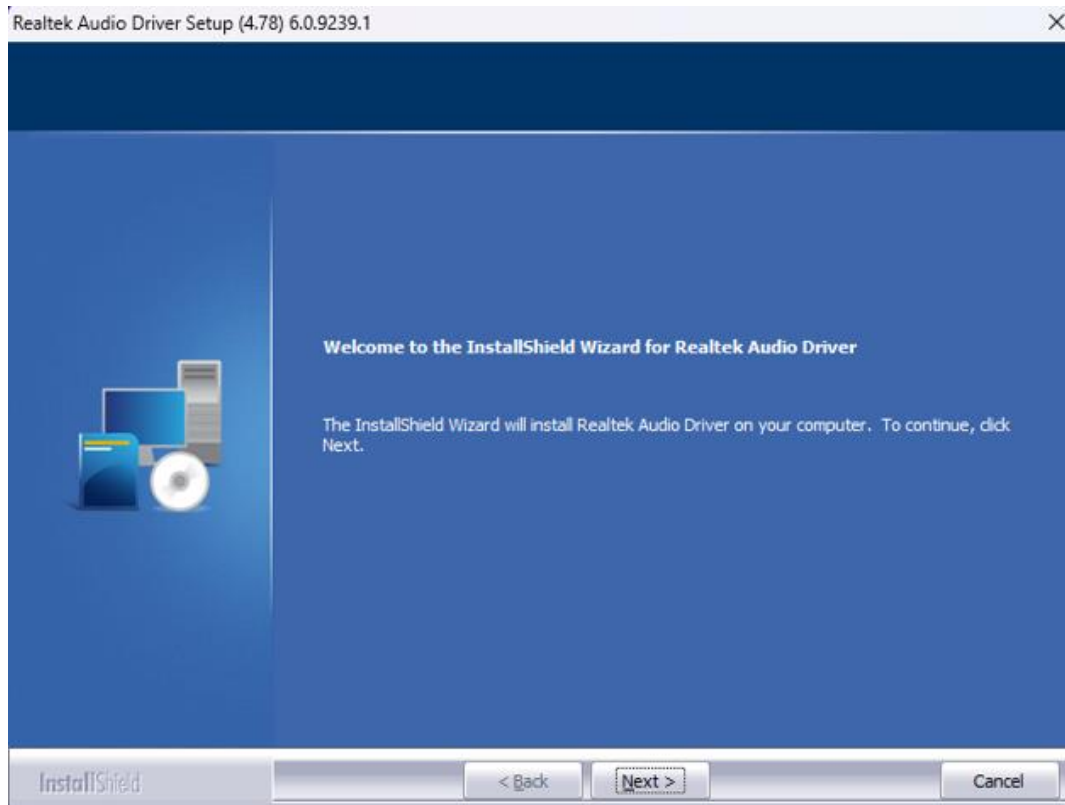 Realtek Audio Driver Setup (4.78) 6.0.9239.1
Welcome to the InstallShield Wizard for Realtek Audio Driver
The InstallShield Wizard will install Realtek Audio Driver on your computer. To continue, click
Next.
InstallShield
< Back
Next >
Cancel